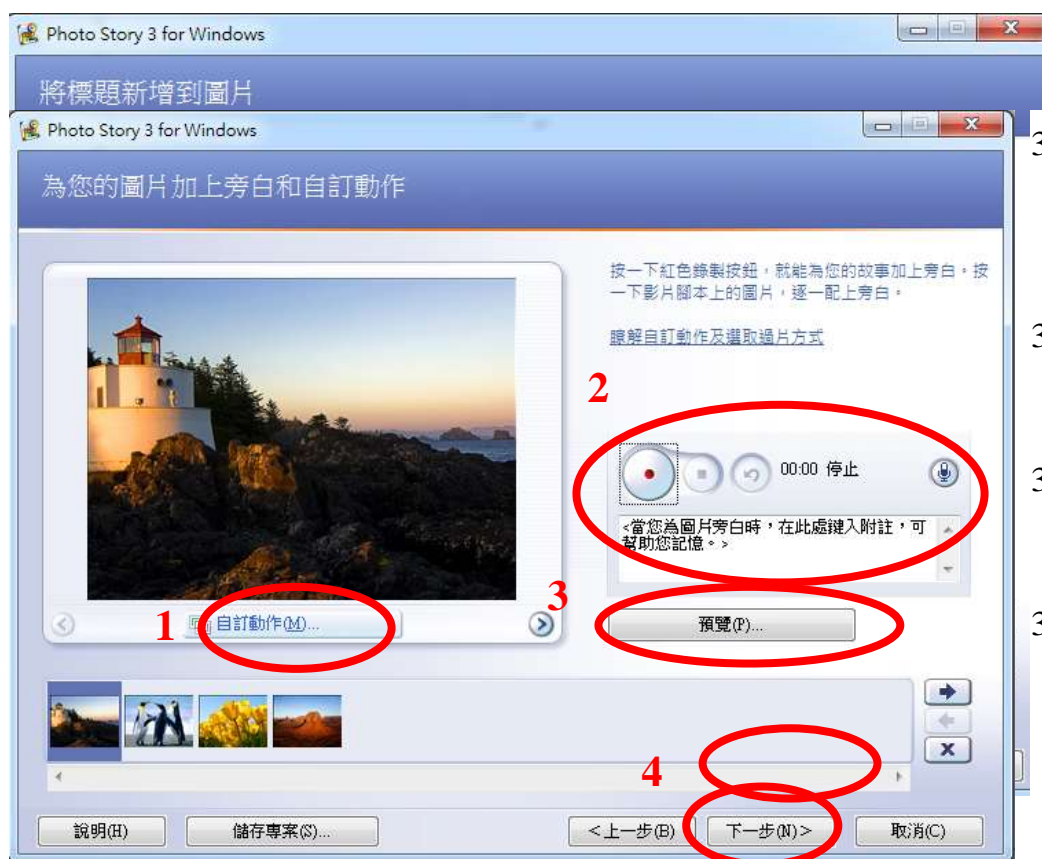 Photo Story 3 for Windows
將標題新增到圖片
Photo Story 3 for Windows
為您的圖片加上旁白和自訂動作
按一下紅色錄製按鈕，就能為您的故事加上旁白。按
一下影片腳本上的圖片，逐一配上旁白。
瞭解自訂動作及選取過片方式
2
00:00 停止
<當您為圖片旁白時，在此處鍵入附註，可
幫助您記憶。>
1
自訂動作(M)...
3
預覽(P)...
4
說明(H)
儲存專案(S)...
<上一步(B)
下一步(N)>
取消(C)
3
3
3
3